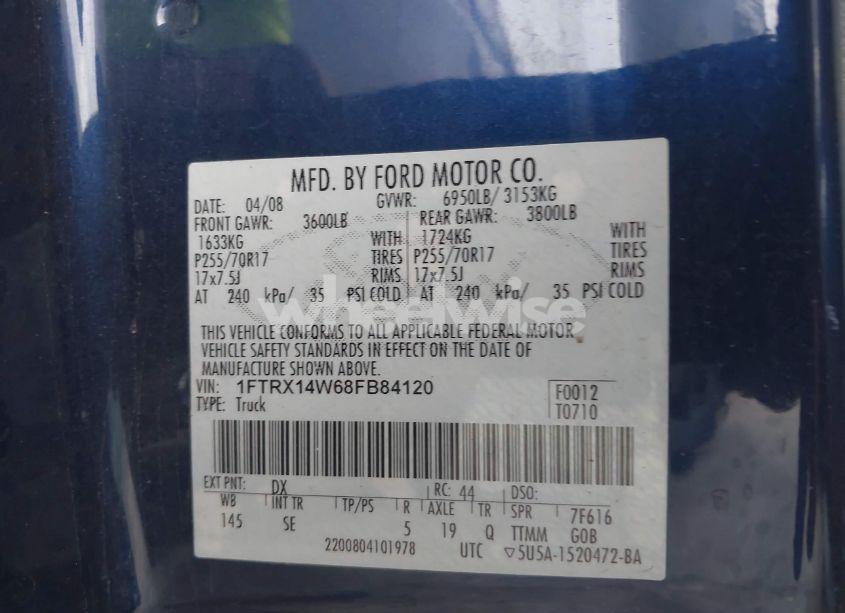 MFD. BY FORD MOTOR CO.
DATE: 04/08 GVWR: 6950LB/ 3153KG
FRONT GAWR: 3600LB REAR GAWR: 3800LB
1633KG WITH 1724KG WITH
P255/70R17 TIRES P255/70R17 TIRES
17x7.5J RIMS 17x7.5J RIMS
AT 240 kPa/ 35 PSI COLD AT 240 kPa/ 35 PSI COLD
wheelwise
THIS VEHICLE CONFORMS TO ALL APPLICABLE FEDERAL MOTOR
VEHICLE SAFETY STANDARDS IN EFFECT ON THE DATE OF
MANUFACTURE SHOWN ABOVE.
VIN: 1FTRX14W68FB84120 F0012
TYPE: Truck T0710
EXT PNT: DX RC: 44 DSO:
WB INT TR TP/PS R AXLE TR SPR 7F616
145 SE 5 19 Q TTMM GOB
2200804101978 UTC ▽5U5A-1520472-BA